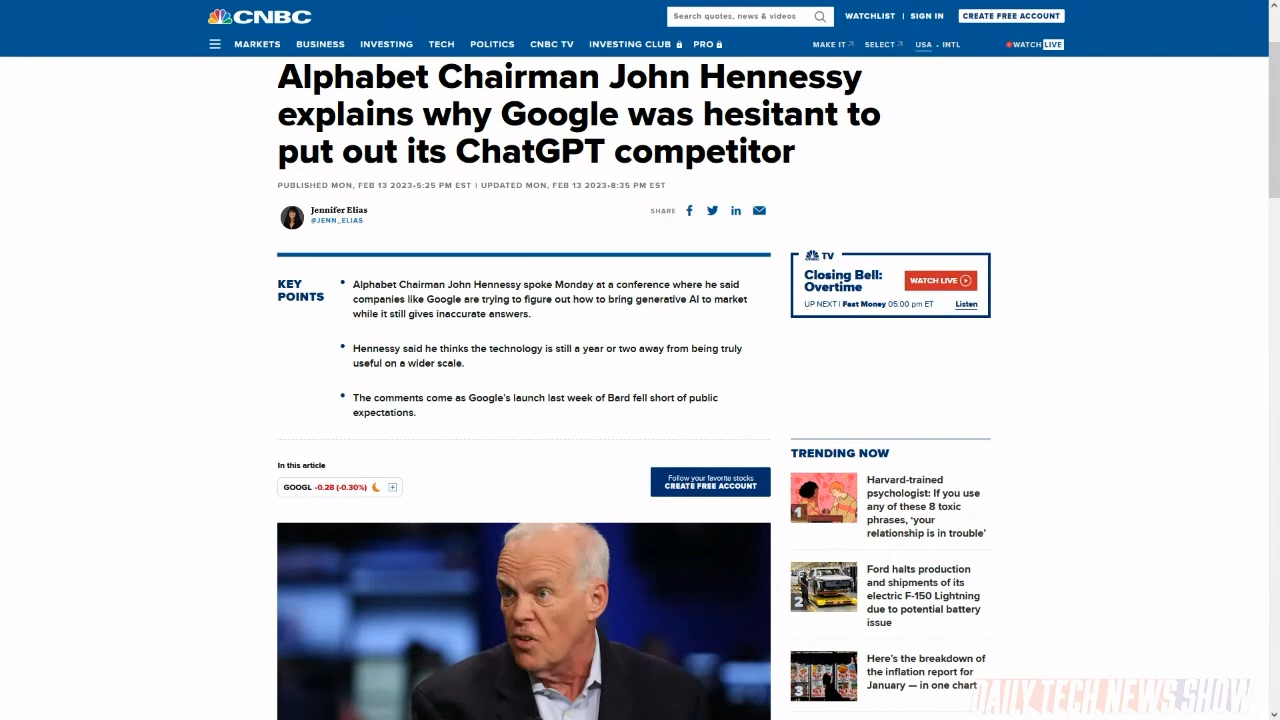 CNBC
Search quotes, news & videos
WATCHLIST | SIGN IN
CREATE FREE ACCOUNT
MARKETS BUSINESS INVESTING TECH POLITICS CNBC TV INVESTING CLUB PRO
MAKE IT SELECT USA • INTL
WATCH LIVE
Alphabet Chairman John Hennessy
explains why Google was hesitant to
put out its ChatGPT competitor
PUBLISHED MON, FEB 13 2023•5:25 PM EST | UPDATED MON, FEB 13 2023•8:35 PM EST
Jennifer Elias
@JENN_ELIAS
SHARE
KEY
POINTS
• Alphabet Chairman John Hennessy spoke Monday at a conference where he said
companies like Google are trying to figure out how to bring generative AI to market
while it still gives inaccurate answers.
• Hennessy said he thinks the technology is still a year or two away from being truly
useful on a wider scale.
• The comments come as Google's launch last week of Bard fell short of public
expectations.
In this article
GOOGL -0.28 (-0.30%)
Follow your favorite stocks
CREATE FREE ACCOUNT
CNBC TV
Closing Bell:
Overtime
WATCH LIVE
UP NEXT | Fast Money 05:00 pm ET
Listen
TRENDING NOW
1
Harvard-trained
psychologist: If you use
any of these 8 toxic
phrases, 'your
relationship is in trouble'
2
Ford halts production
and shipments of its
electric F-150 Lightning
due to potential battery
issue
3
Here's the breakdown of
the inflation report for
January — in one chart
DAILY TECH NEWS SHOW